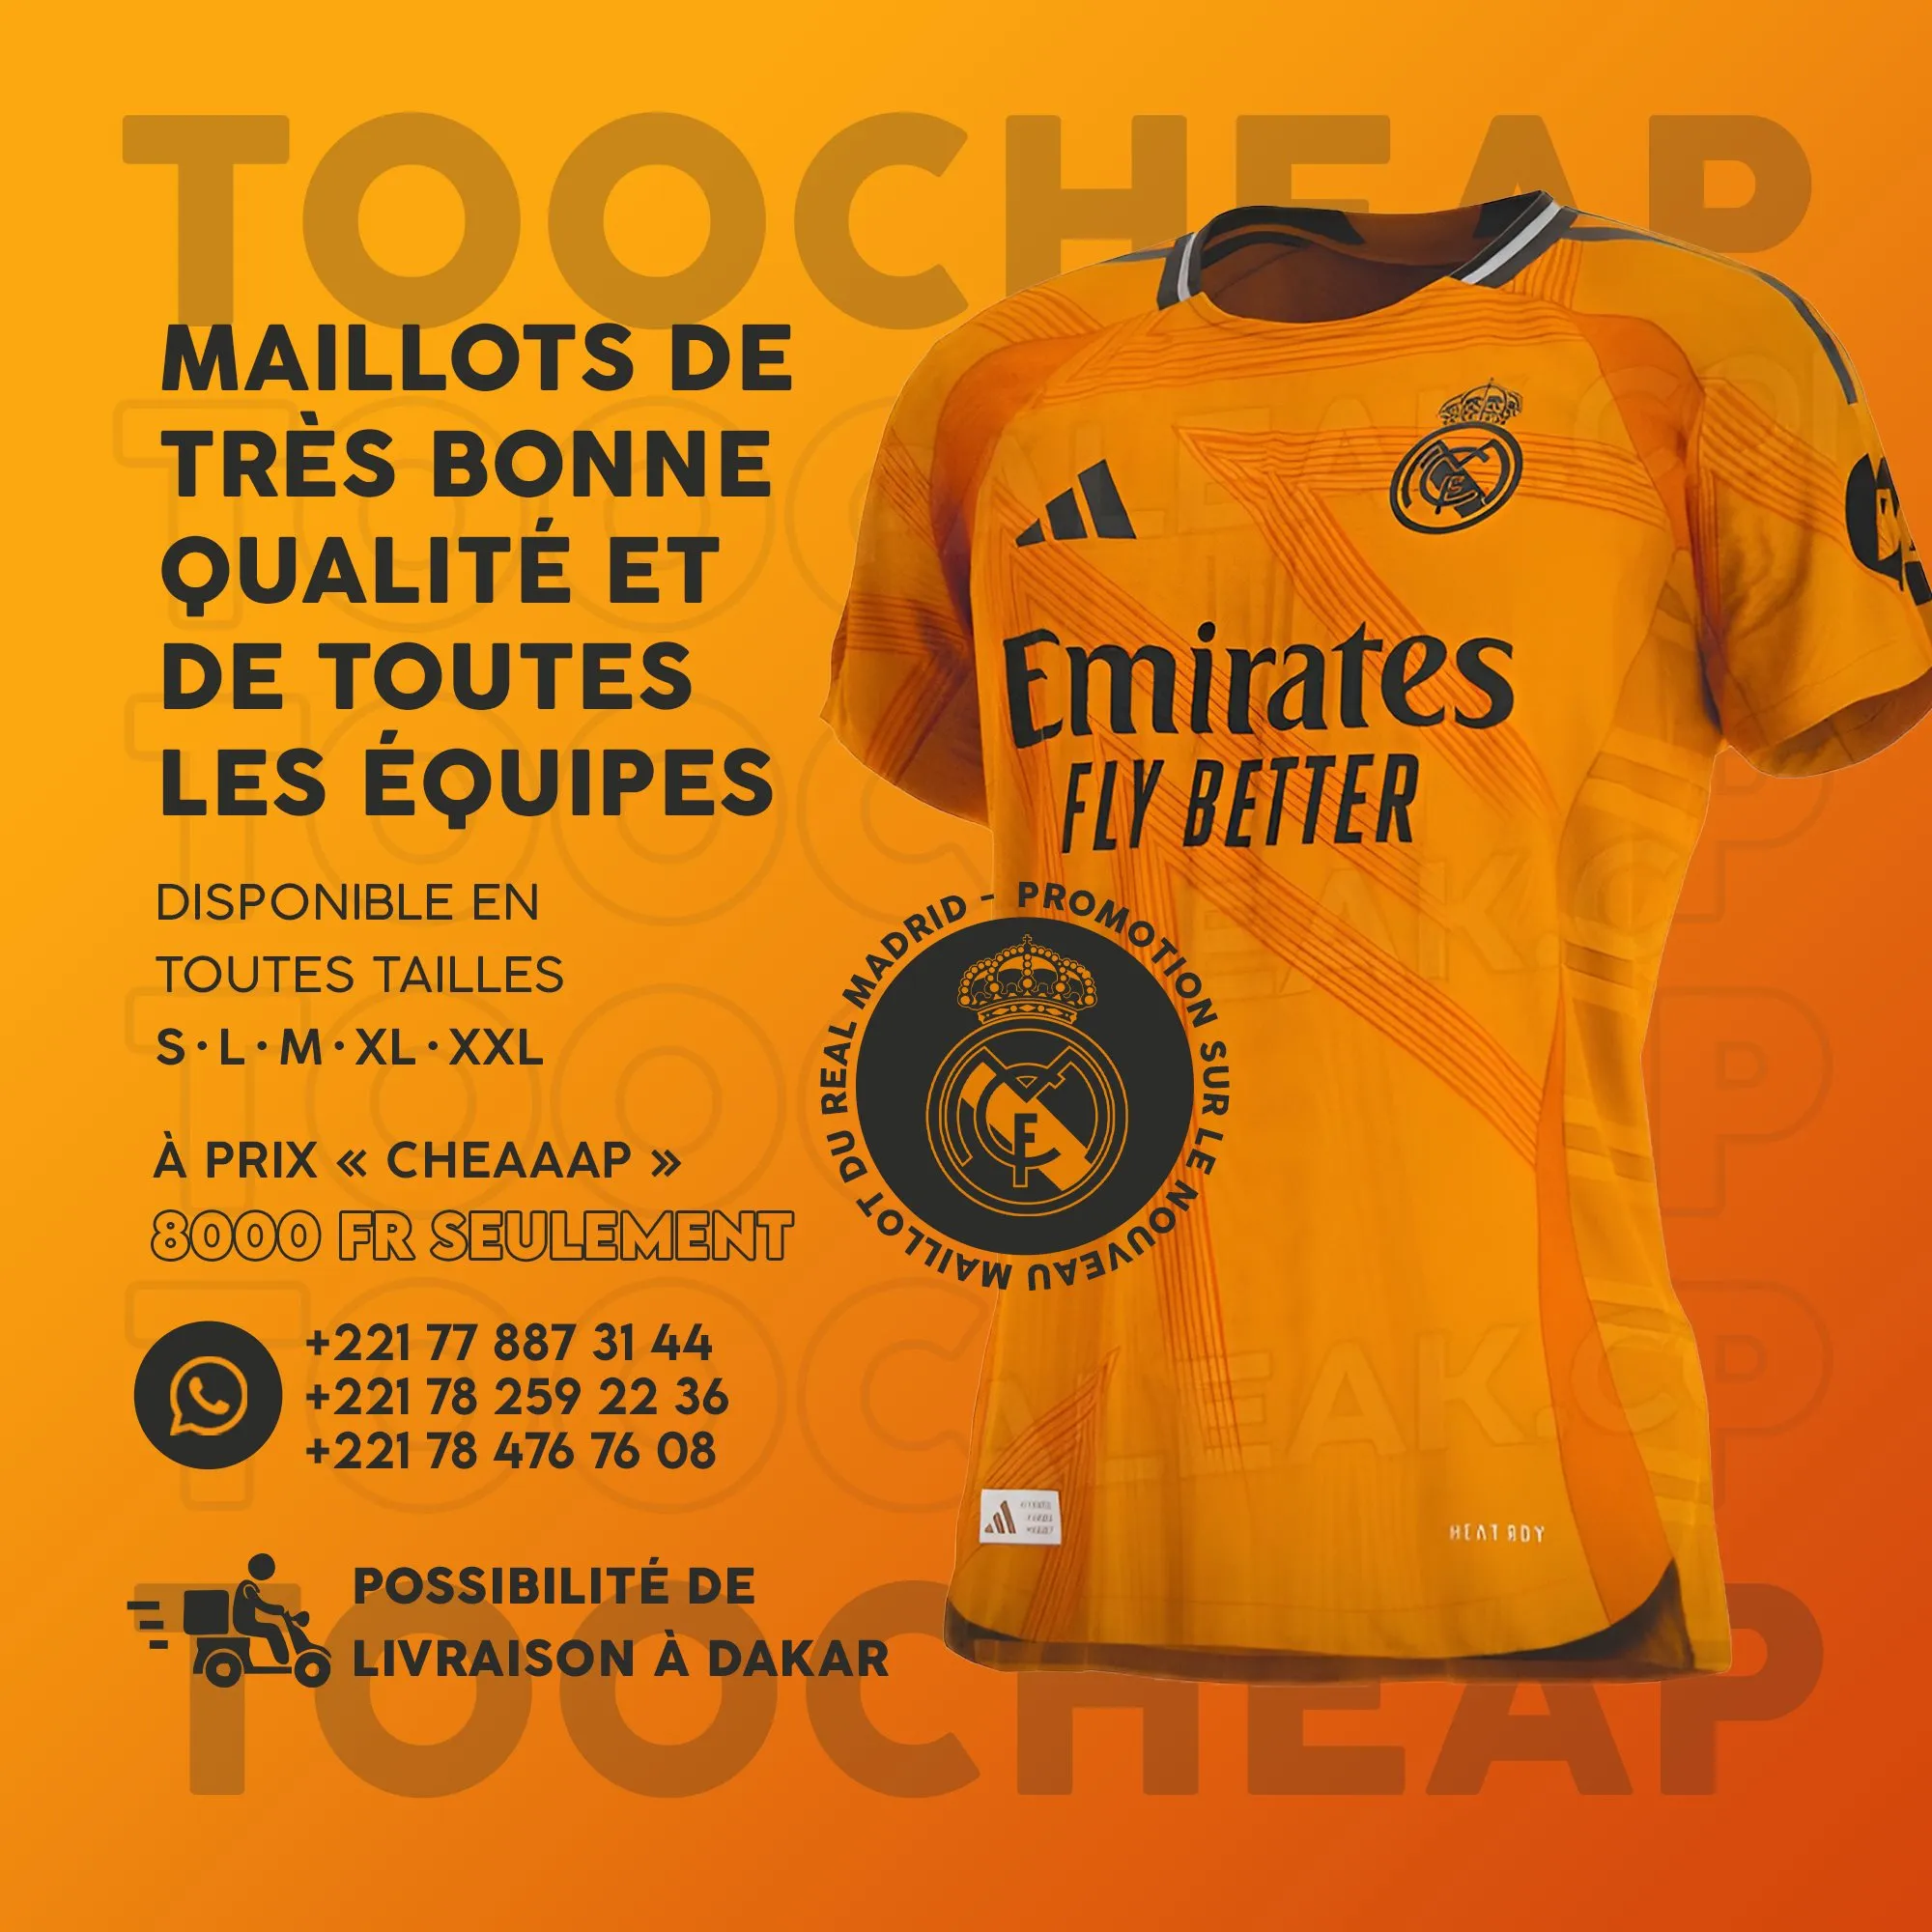 TOOCHEAP
MAILLOTS DE
TRÈS BONNE
QUALITÉ ET
DE TOUTES
LES ÉQUIPES
DISPONIBLE EN
TOUTES TAILLES
S·L·M·XL·XXL
À PRIX « CHEAAAP »
8000 FR SEULEMENT
+221 77 887 31 44
+221 78 259 22 36
+221 78 476 76 08
POSSIBILITÉ DE
LIVRAISON À DAKAR
Emirates
FLY BETTER
PROMOTION SUR LE NOUVEAU MAILLOT DU REAL MADRID -
HEAT.RDY
TOOCHEAP